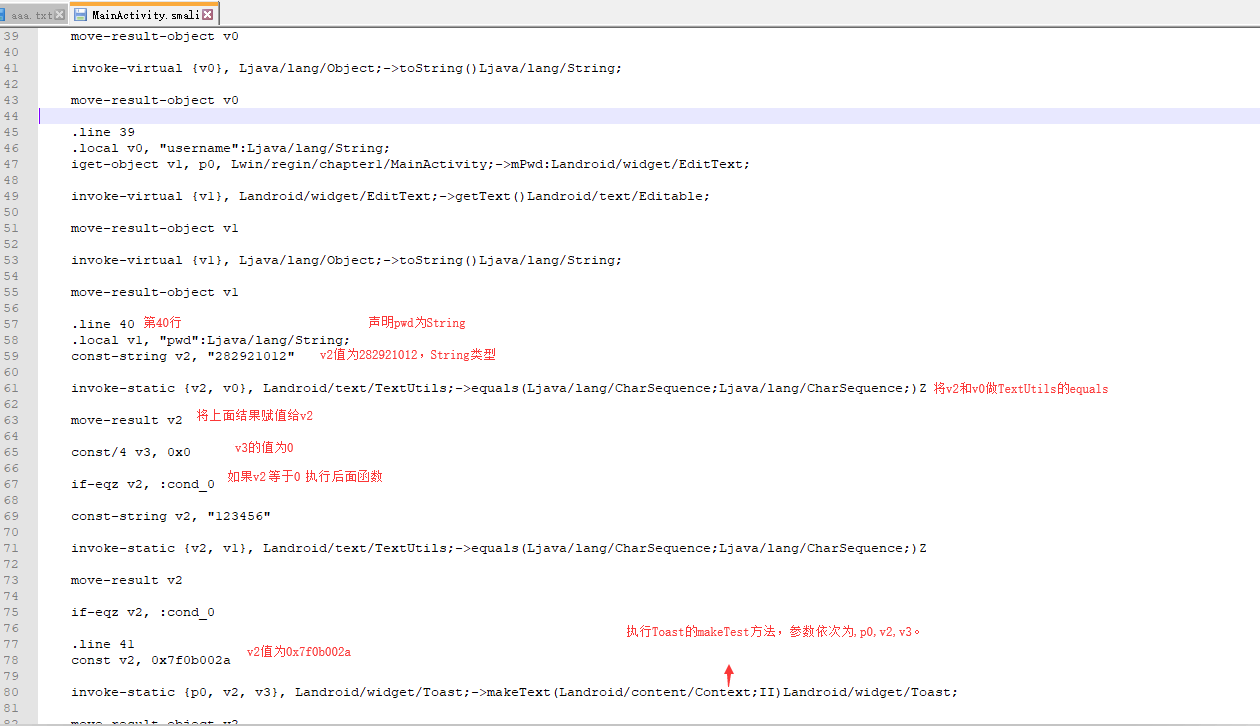 aaa.txt MainActivity.smali
39 move-result-object v0
40
41 invoke-virtual {v0}, Ljava/lang/Object;->toString()Ljava/lang/String;
42
43 move-result-object v0
44
45 .line 39
46 .local v0, "username":Ljava/lang/String;
47 iget-object v1, p0, Lwin/regin/chapter1/MainActivity;->mPwd:Landroid/widget/EditText;
48
49 invoke-virtual {v1}, Landroid/widget/EditText;->getText()Landroid/text/Editable;
50
51 move-result-object v1
52
53 invoke-virtual {v1}, Ljava/lang/Object;->toString()Ljava/lang/String;
54
55 move-result-object v1
56
57 .line 40 第40行 声明pwd为String
58 .local v1, "pwd":Ljava/lang/String;
59 const-string v2, "282921012" v2值为282921012，String类型
60
61 invoke-static {v2, v0}, Landroid/text/TextUtils;->equals(Ljava/lang/CharSequence;Ljava/lang/CharSequence;)Z 将v2和v0做TextUtils的equals
62
63 move-result v2 将上面结果赋值给v2
64
65 const/4 v3, 0x0 v3的值为0
66
67 if-eqz v2, :cond_0 如果v2等于0 执行后面函数
68
69 const-string v2, "123456"
70
71 invoke-static {v2, v1}, Landroid/text/TextUtils;->equals(Ljava/lang/CharSequence;Ljava/lang/CharSequence;)Z
72
73 move-result v2
74
75 if-eqz v2, :cond_0
76 执行Toast的makeTest方法，参数依次为,p0,v2,v3。
77 .line 41
78 const v2, 0x7f0b002a v2值为0x7f0b002a
79
80 invoke-static {p0, v2, v3}, Landroid/widget/Toast;->makeText(Landroid/content/Context;II)Landroid/widget/Toast;
81
82 move-result-object v2